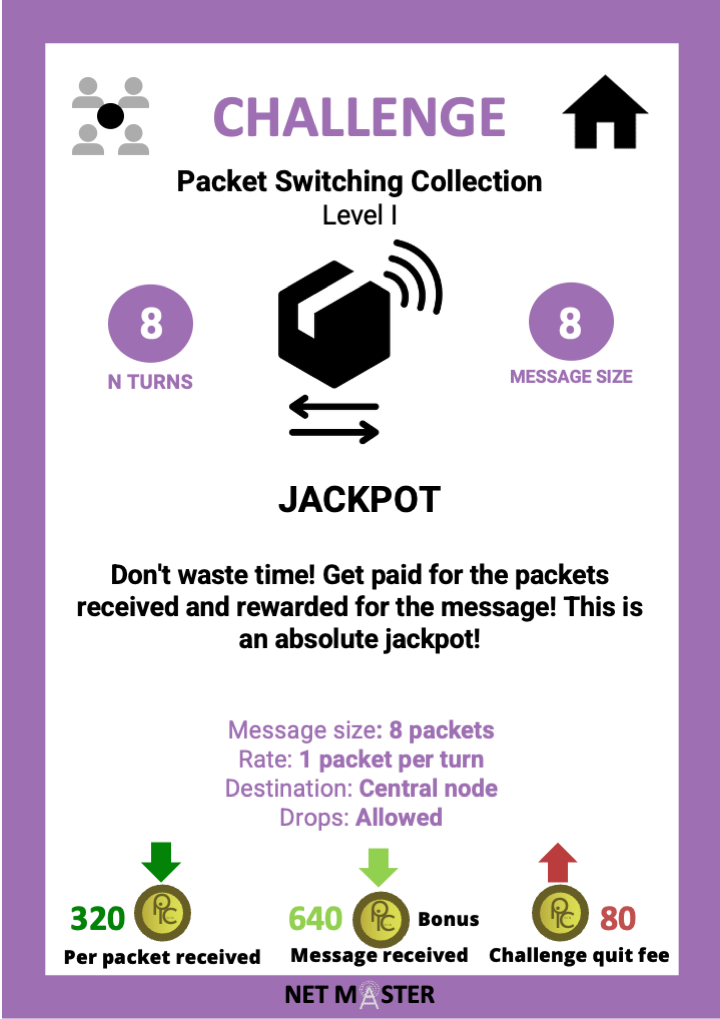 CHALLENGE
Packet Switching Collection
Level I
8
N TURNS
8
MESSAGE SIZE
JACKPOT
Don't waste time! Get paid for the packets
received and rewarded for the message! This is
an absolute jackpot!
Message size: 8 packets
Rate: 1 packet per turn
Destination: Central node
Drops: Allowed
320
Per packet received
640 Bonus
Message received
80
Challenge quit fee
NET MASTER